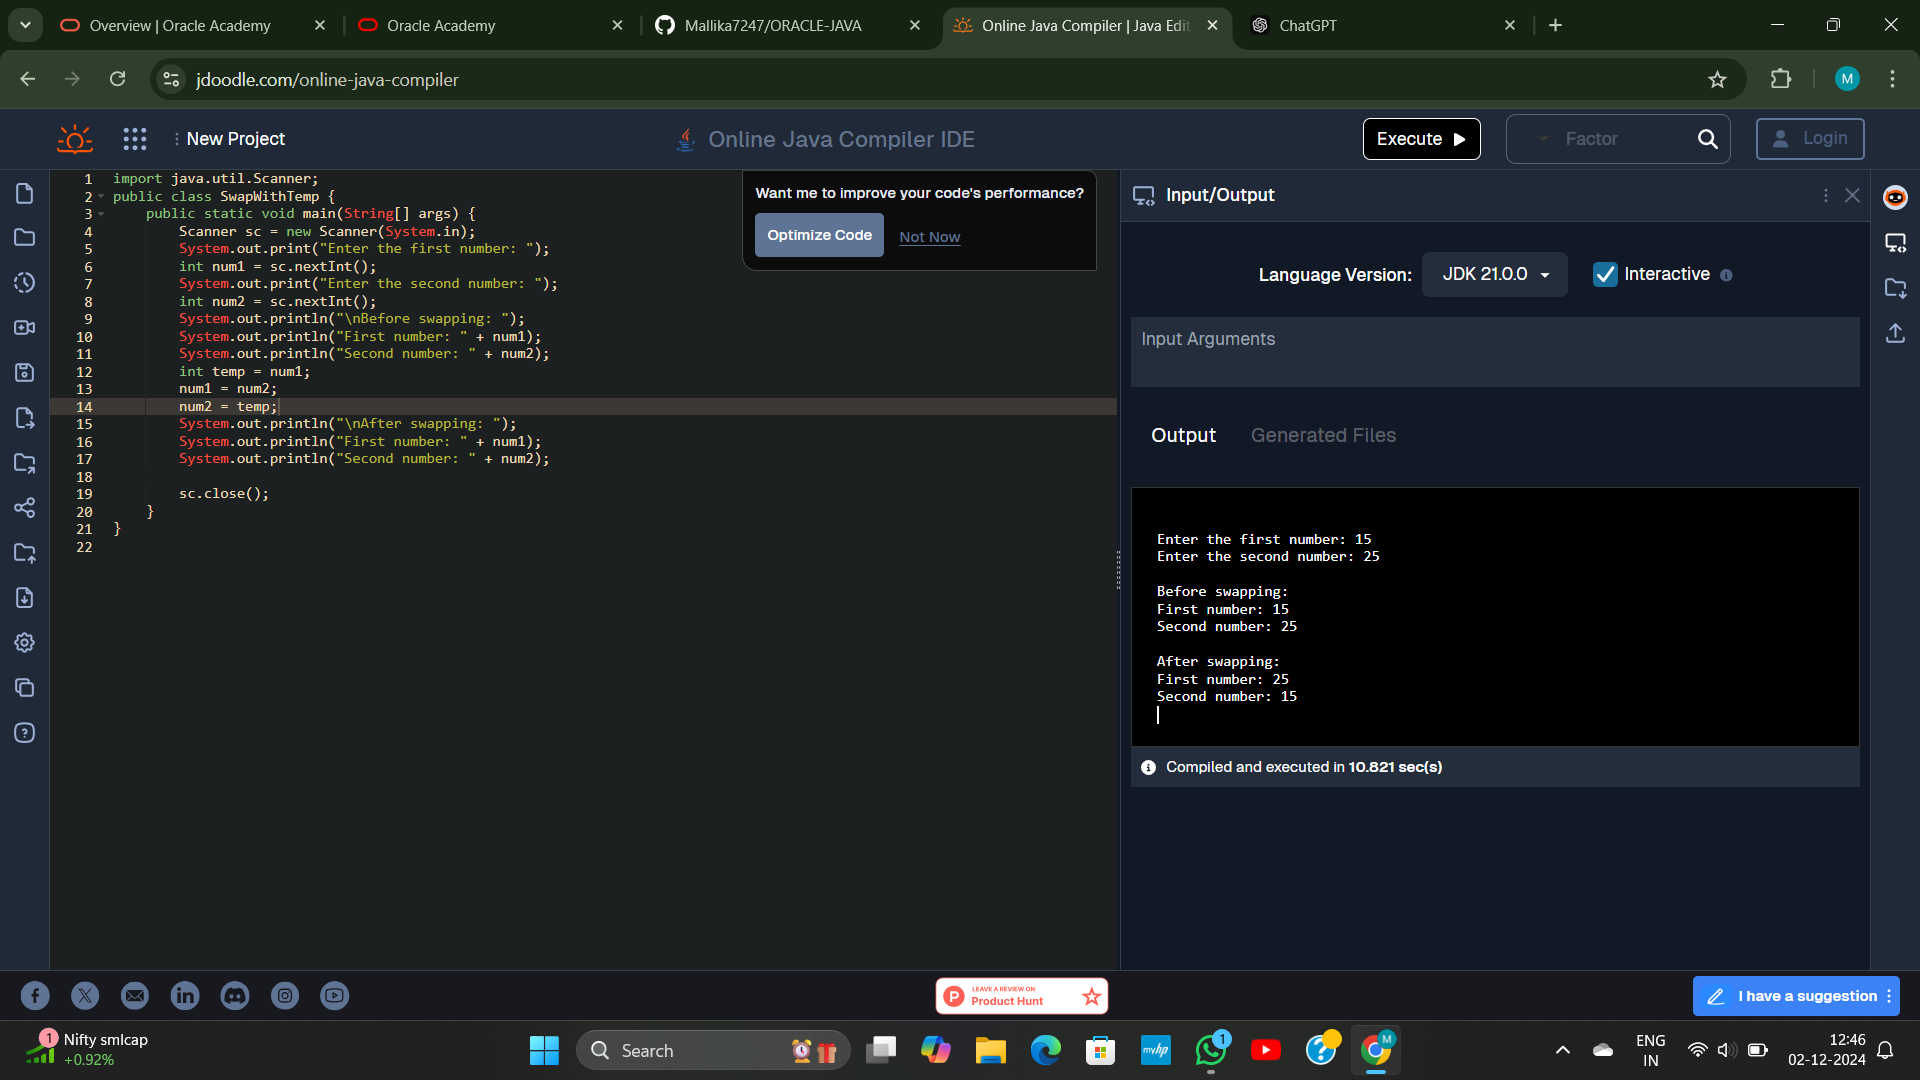 Overview | Oracle Academy
Oracle Academy
Mallika7247/ORACLE-JAVA
Online Java Compiler | Java Edit
ChatGPT
jdoodle.com/online-java-compiler
M
New Project
Online Java Compiler IDE
Execute
Factor
Login
1 import java.util.Scanner;
2 public class SwapWithTemp {
3     public static void main(String[] args) {
4         Scanner sc = new Scanner(System.in);
5         System.out.print("Enter the first number: ");
6         int num1 = sc.nextInt();
7         System.out.print("Enter the second number: ");
8         int num2 = sc.nextInt();
9         System.out.println("\nBefore swapping: ");
10         System.out.println("First number: " + num1);
11         System.out.println("Second number: " + num2);
12         int temp = num1;
13         num1 = num2;
14         num2 = temp;
15         System.out.println("\nAfter swapping: ");
16         System.out.println("First number: " + num1);
17         System.out.println("Second number: " + num2);
18
19         sc.close();
20     }
21 }
22
Want me to improve your code's performance?
Optimize Code
Not Now
Input/Output
Language Version:
JDK 21.0.0
Interactive
Input Arguments
Output
Generated Files
Enter the first number: 15
Enter the second number: 25
Before swapping:
First number: 15
Second number: 25
After swapping:
First number: 25
Second number: 15
Compiled and executed in 10.821 sec(s)
LEAVE A REVIEW ON
Product Hunt
I have a suggestion
1
Nifty smlcap
+0.92%
Search
myhp
1
M
ENG
IN
12:46
02-12-2024